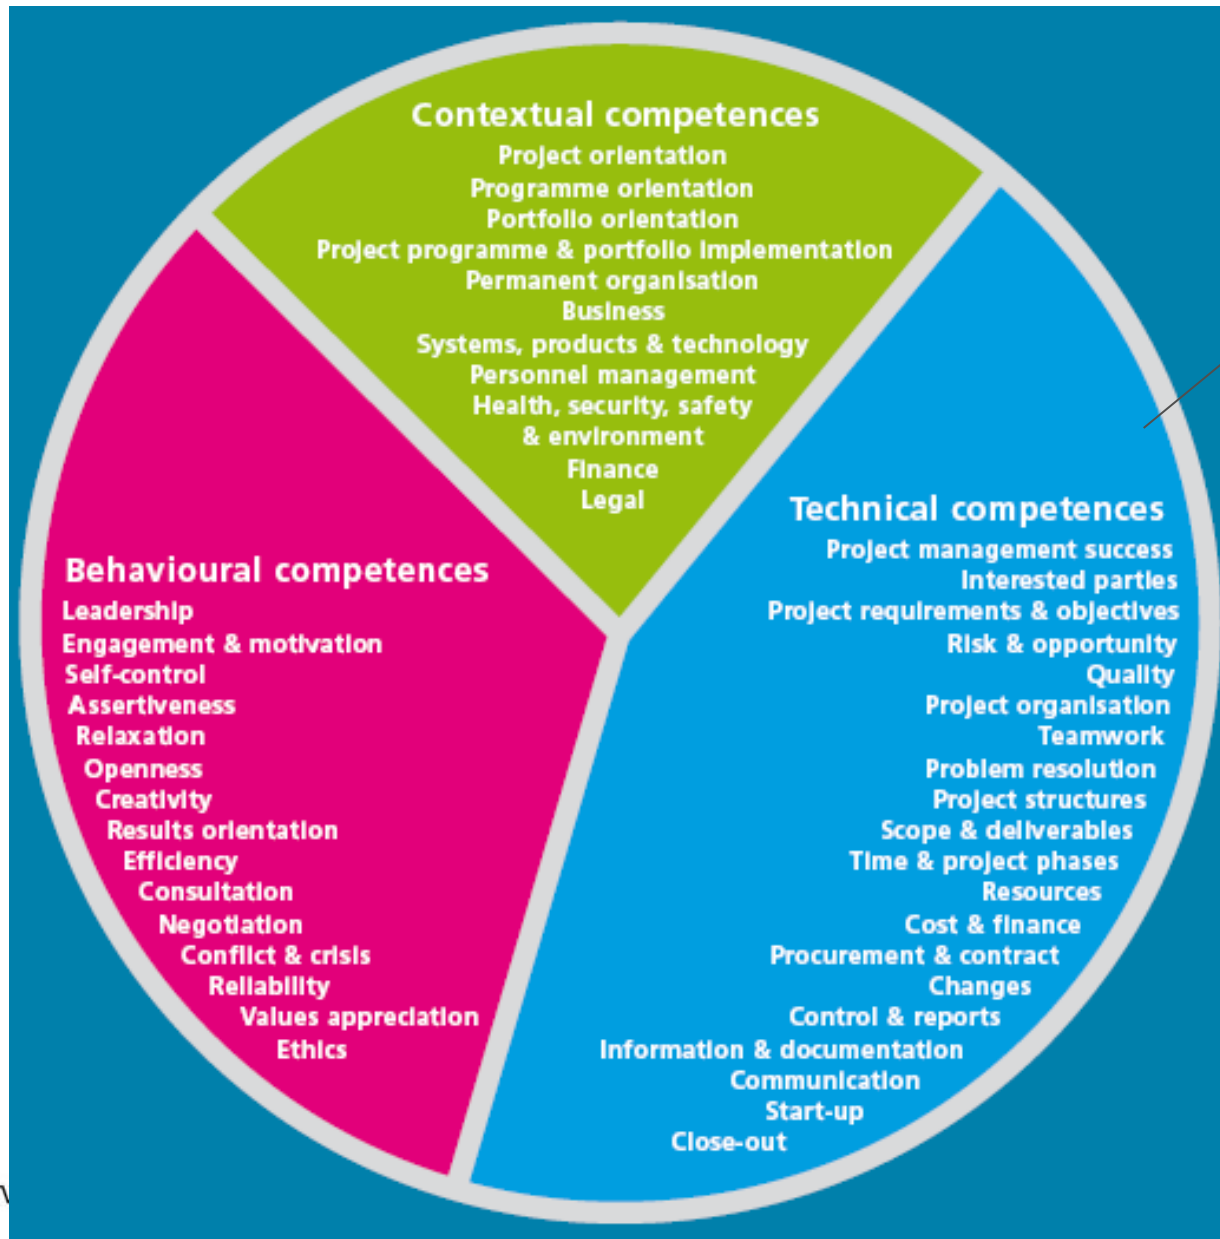 Contextual competences
Project orientation
Programme orientation
Portfolio orientation
Project programme & portfolio implementation
Permanent organisation
Business
Systems, products & technology
Personnel management
Health, security, safety
& environment
Finance
Legal
Behavioural competences
Leadership
Engagement & motivation
Self-control
Assertiveness
Relaxation
Openness
Creativity
Results orientation
Efficiency
Consultation
Negotiation
Conflict & crisis
Reliability
Values appreciation
Ethics
Technical competences
Project management success
Interested parties
Project requirements & objectives
Risk & opportunity
Quality
Project organisation
Teamwork
Problem resolution
Project structures
Scope & deliverables
Time & project phases
Resources
Cost & finance
Procurement & contract
Changes
Control & reports
Information & documentation
Communication
Start-up
Close-out